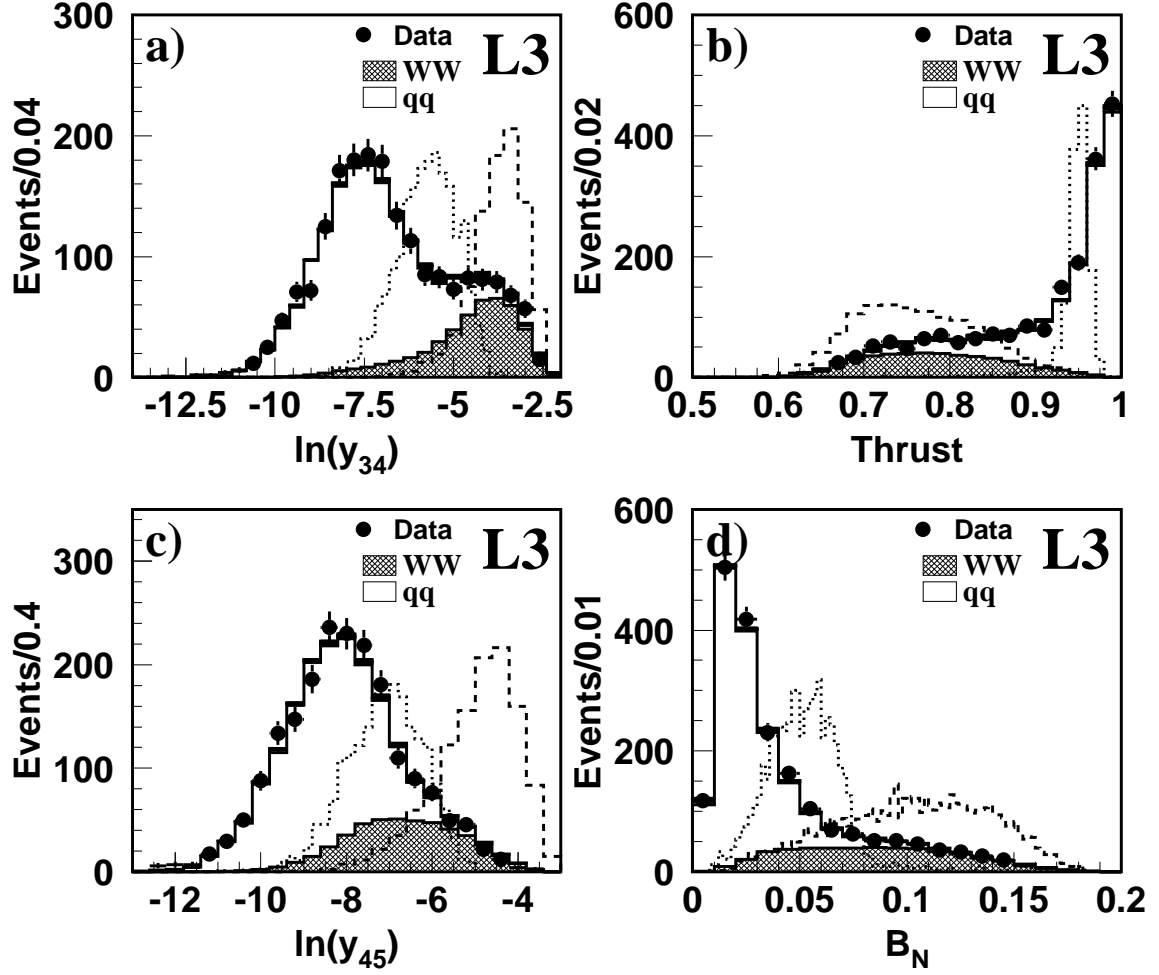 a)
L3
Data
WW
qq
300
200
100
0
Events/0.04
-12.5 -10 -7.5 -5 -2.5
ln(y34)
b)
L3
Data
WW
qq
600
400
200
0
Events/0.02
0.5 0.6 0.7 0.8 0.9 1
Thrust
c)
L3
Data
WW
qq
300
200
100
0
Events/0.4
-12 -10 -8 -6 -4
ln(y45)
d)
L3
Data
WW
qq
600
400
200
0
Events/0.01
0 0.05 0.1 0.15 0.2
BN